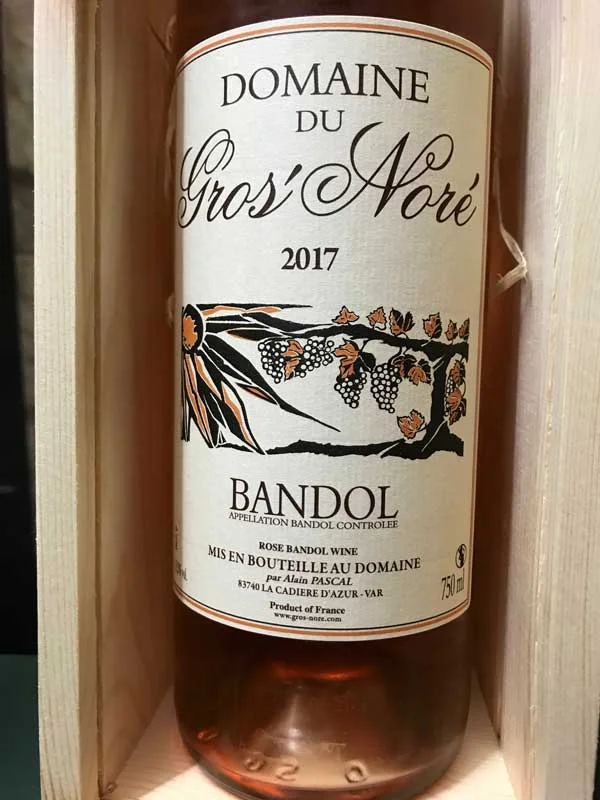 DOMAINE
DU
Gros' Noré
2017
BANDOL
APPELLATION BANDOL CONTROLEE
ROSE BANDOL WINE
MIS EN BOUTEILLE AU DOMAINE
par Alain PASCAL
83740 LA CADIERE D'AZUR - VAR
750 ml
Product of France
www.gros-nore.com